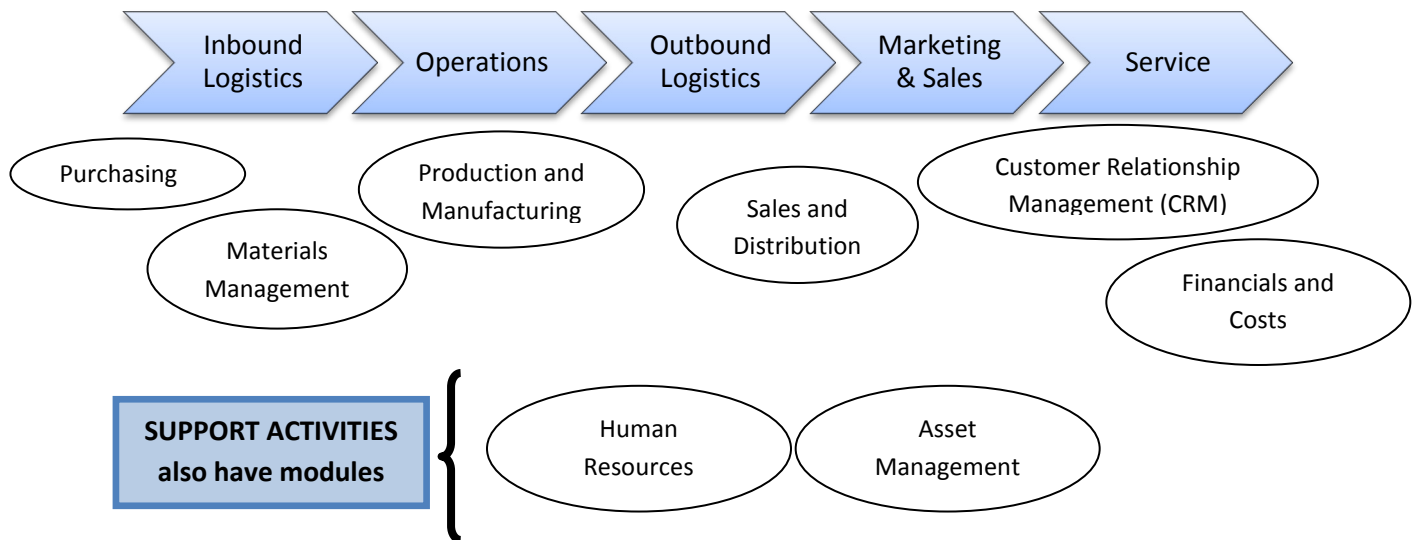 Inbound
Logistics
Operations
Outbound
Logistics
Marketing
& Sales
Service
Purchasing
Materials
Management
Production and
Manufacturing
Sales and
Distribution
Customer Relationship
Management (CRM)
Financials and
Costs
SUPPORT ACTIVITIES
also have modules
Human
Resources
Asset
Management